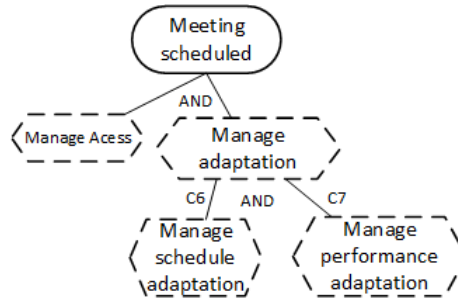 Meeting
scheduled
AND
Manage Acess
Manage
adaptation
C6
AND
C7
Manage
schedule
adaptation
Manage
performance
adaptation